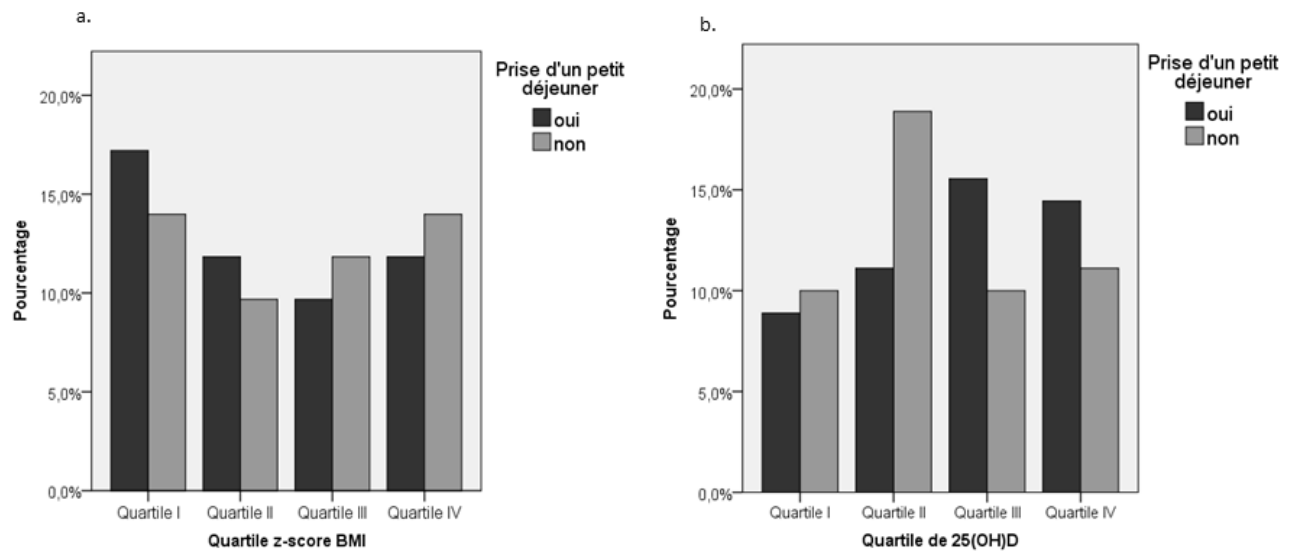 a.
Prise d'un petit
déjeuner
oui
non
20,0%
15,0%
10,0%
5,0%
0,0%
Pourcentage
Quartile I Quartile II Quartile III Quartile IV
Quartile z-score BMI
b.
Prise d'un petit
déjeuner
oui
non
20,0%
15,0%
10,0%
5,0%
0,0%
Pourcentage
Quartile I Quartile II Quartile III Quartile IV
Quartile de 25(OH)D